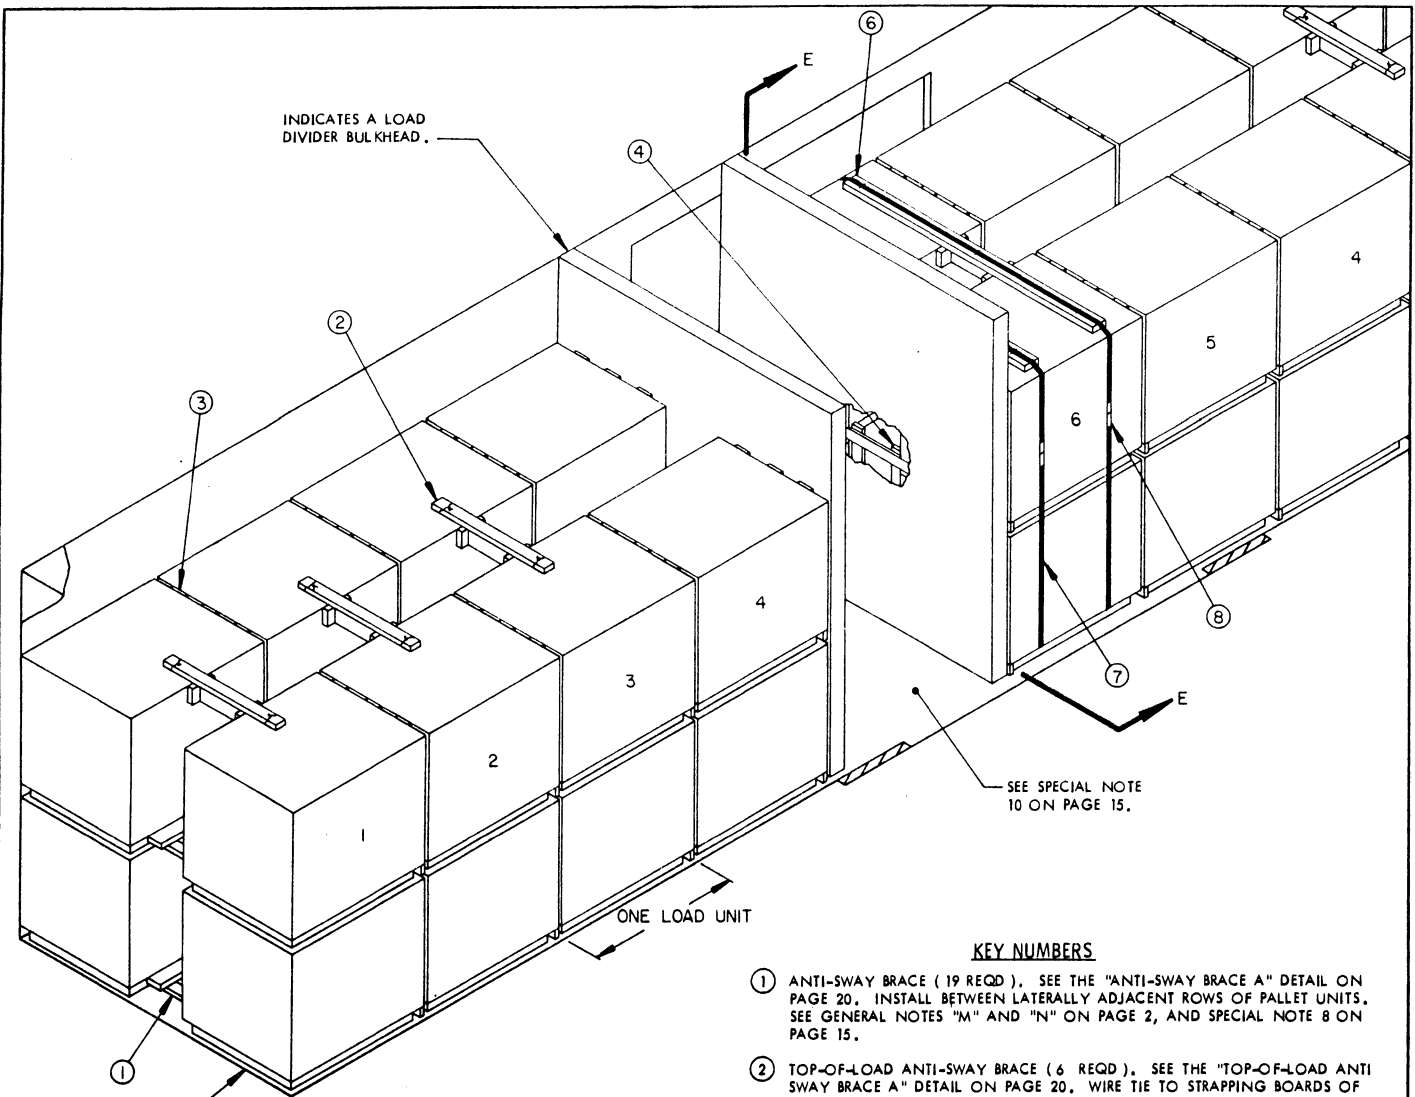 ⑥
E
INDICATES A LOAD
DIVIDER BULKHEAD.
④
⑥
4
②
5
③
6
4
3
2
⑧
⑦
E
1
SEE SPECIAL NOTE
10 ON PAGE 15.
ONE LOAD UNIT
①
KEY NUMBERS
① ANTI-SWAY BRACE ( 19 REQD ). SEE THE "ANTI-SWAY BRACE A" DETAIL ON
PAGE 20. INSTALL BETWEEN LATERALLY ADJACENT ROWS OF PALLET UNITS.
SEE GENERAL NOTES "M" AND "N" ON PAGE 2, AND SPECIAL NOTE 8 ON
PAGE 15.
② TOP-OF-LOAD ANTI-SWAY BRACE ( 6 REQD ). SEE THE "TOP-OF-LOAD ANTI
SWAY BRACE A" DETAIL ON PAGE 20. WIRE TIE TO STRAPPING BOARDS OF